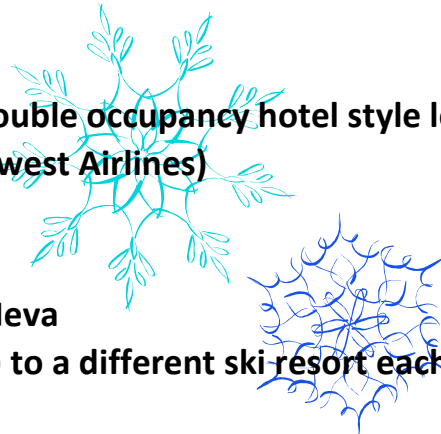 ouble occupancy hotel style
west Airlines)
leva
to a different ski resort each